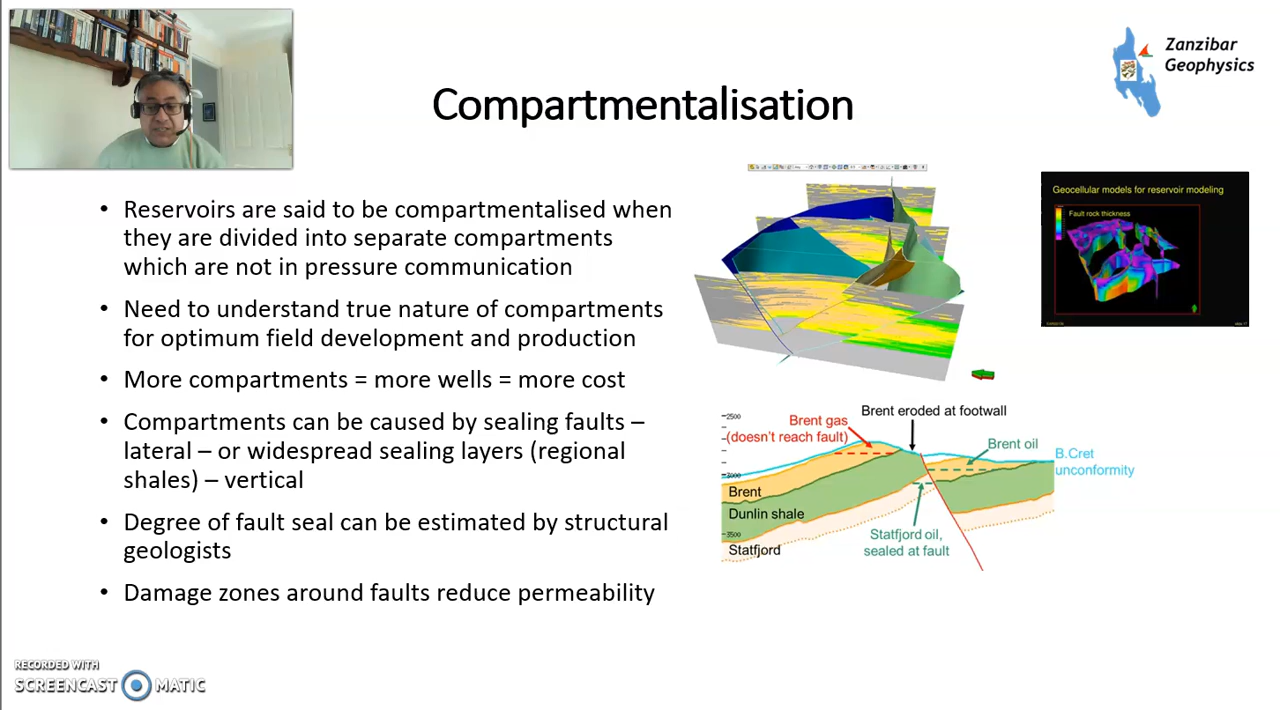 Zanzibar
Geophysics
Compartmentalisation
• Reservoirs are said to be compartmentalised when
they are divided into separate compartments
which are not in pressure communication
• Need to understand true nature of compartments
for optimum field development and production
• More compartments = more wells = more cost
• Compartments can be caused by sealing faults –
lateral – or widespread sealing layers (regional
shales) – vertical
• Degree of fault seal can be estimated by structural
geologists
• Damage zones around faults reduce permeability
Geocellular models for reservoir modeling
Fault rock thickness
Brent eroded at footwall
Brent gas
(doesn't reach fault)
Brent oil
B.Cret
unconformity
2500
3000
3500
Brent
Dunlin shale
Statfjord
Statfjord oil,
sealed at fault
RECORDED WITH
SCREENCAST MATIC